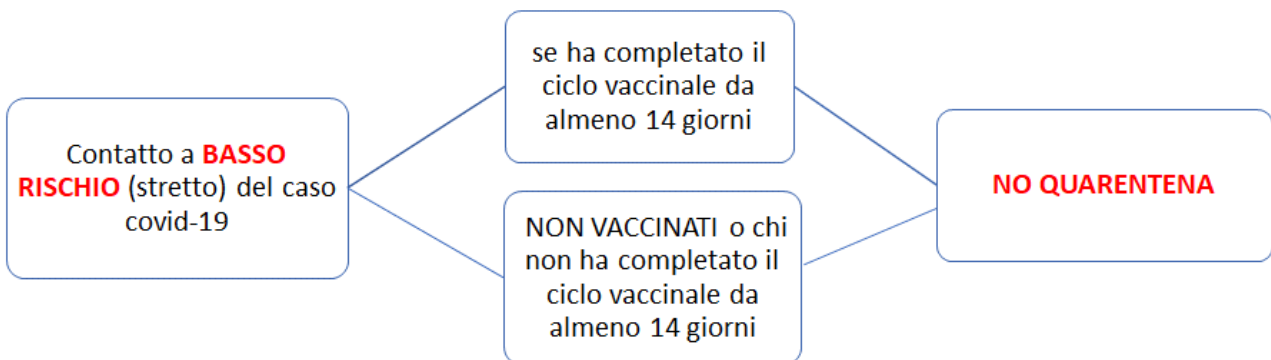 Contatto a BASSO
RISCHIO (stretto) del caso
covid-19
se ha completato il
ciclo vaccinale da
almeno 14 giorni
NON VACCINATI o chi
non ha completato il
ciclo vaccinale da
almeno 14 giorni
NO QUARENTENA